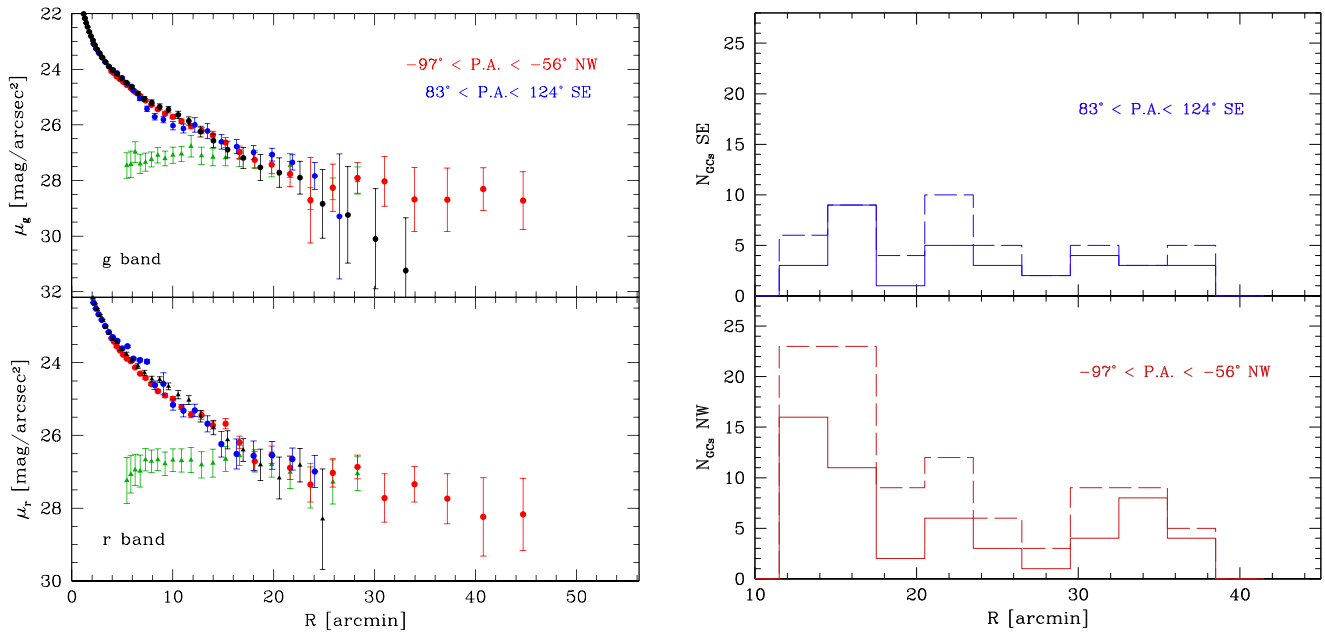 22
24
26
28
30
32
μg [mag/arcsec²]
−97° < P.A. < −56° NW
83° < P.A.< 124° SE
g band
24
26
28
30
μr [mag/arcsec²]
r band
0
10
20
30
40
50
R [arcmin]
25
20
15
10
5
0
N_GCs SE
83° < P.A.< 124° SE
25
20
15
10
5
0
N_GCs NW
−97° < P.A. < −56° NW
10
20
30
40
R [arcmin]